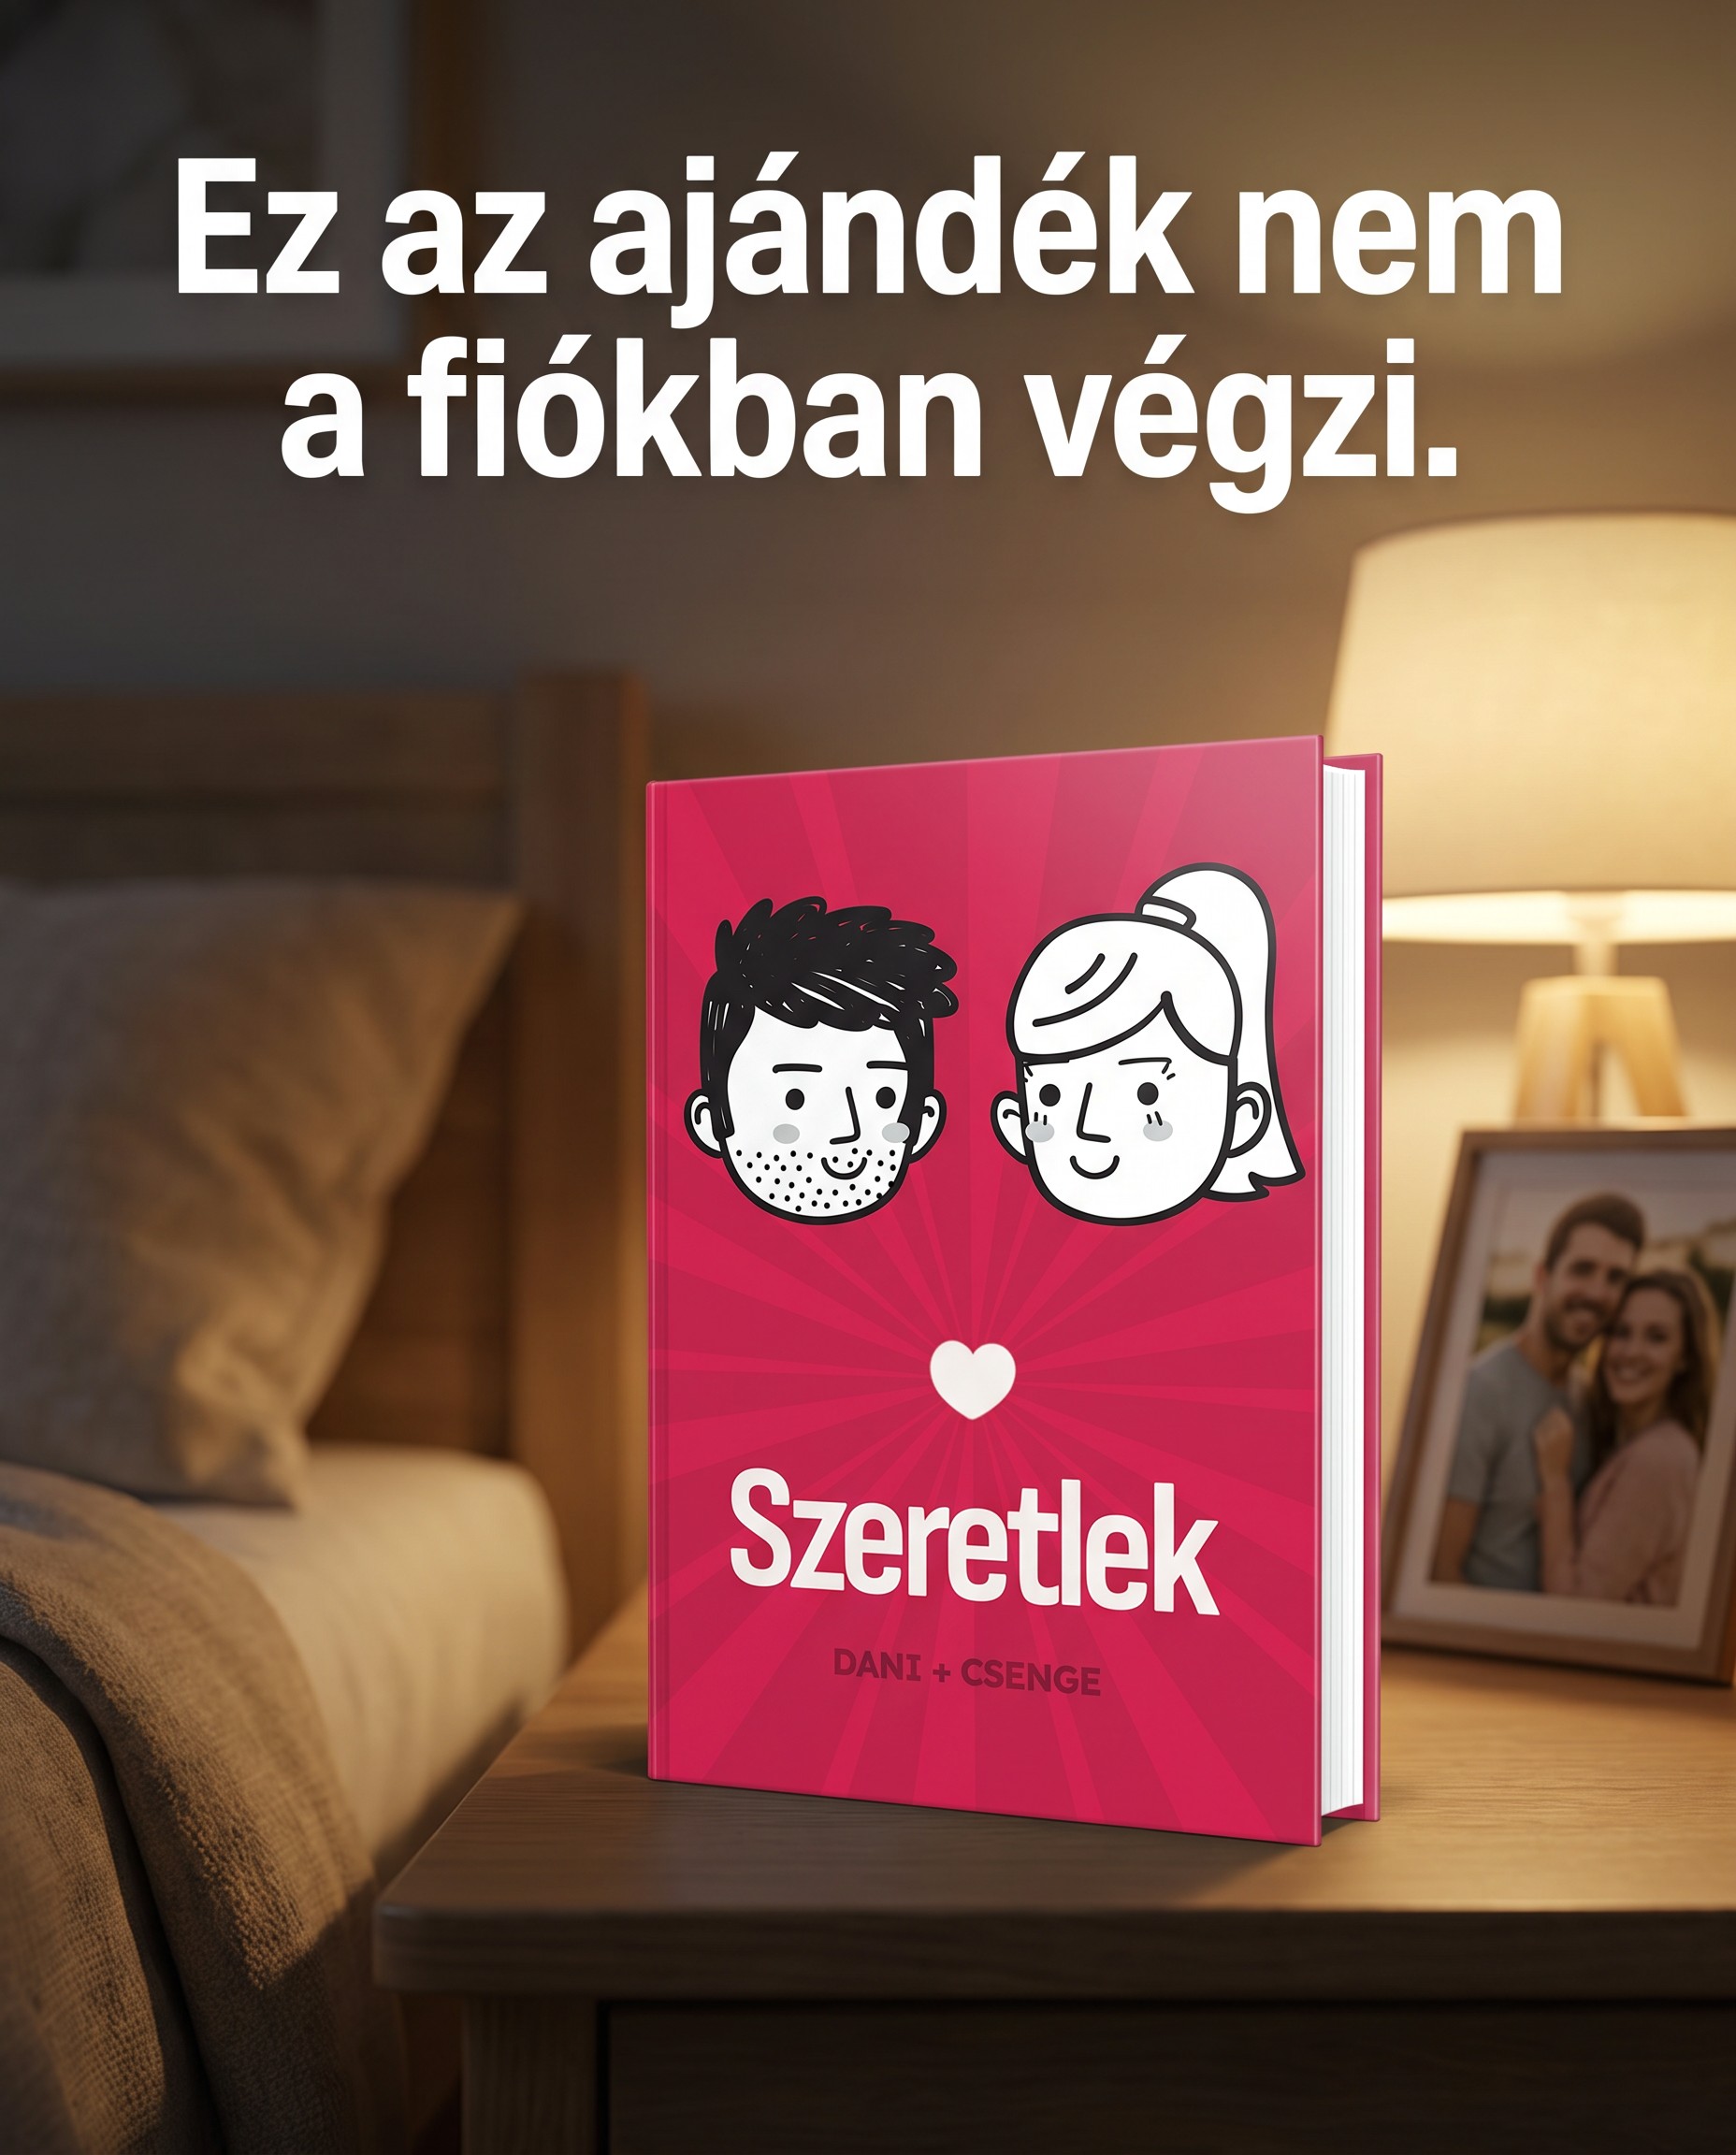 Ez az ajándék nem
a fiókban végzi.
Szeretlek
DANI + CSENGE